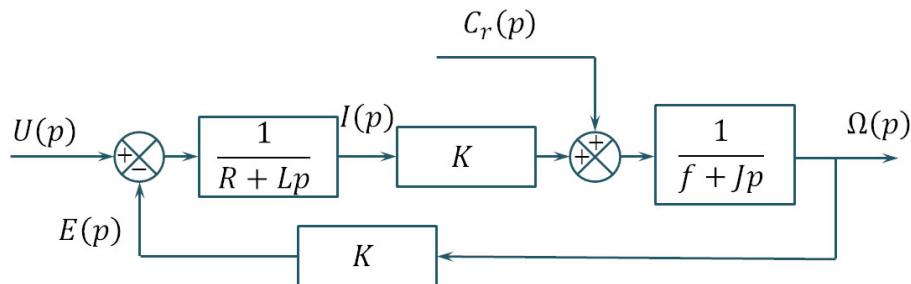 C_r(p)
U(p)
+
−
1
R + Lp
I(p)
K
+
+
1
f + Jp
Ω(p)
E(p)
K